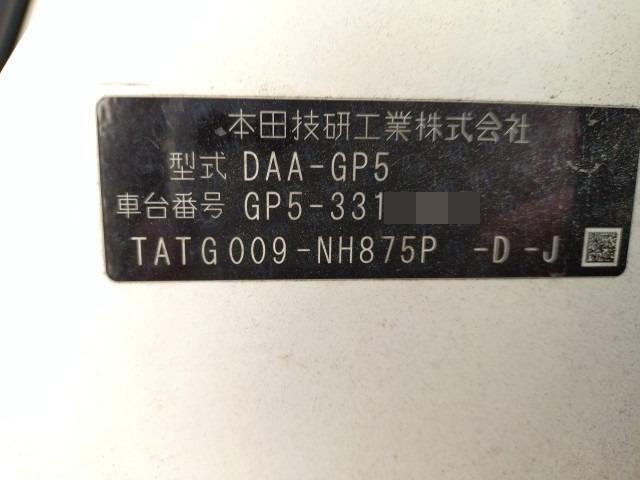 本田技研工業株式会社
型式 DAA-GP5
車台番号 GP5-331
TATG009-NH875P -D-J